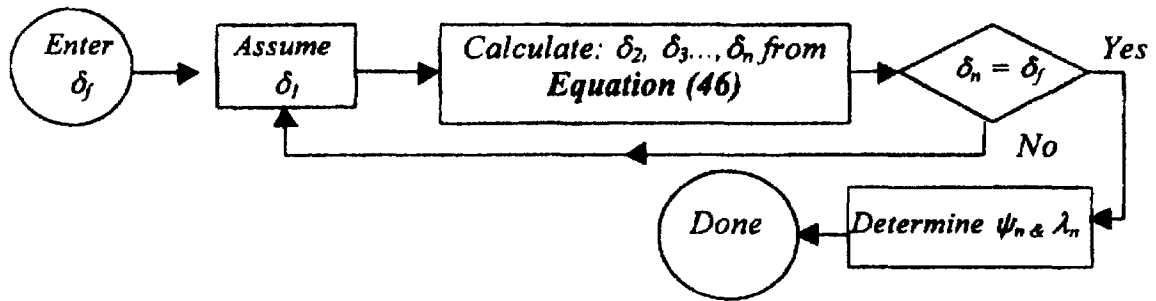 Enter
δf
Assume
δ1
Calculate: δ2, δ3..., δn from
Equation (46)
δn = δf
Yes
No
Determine ψn & λn
Done